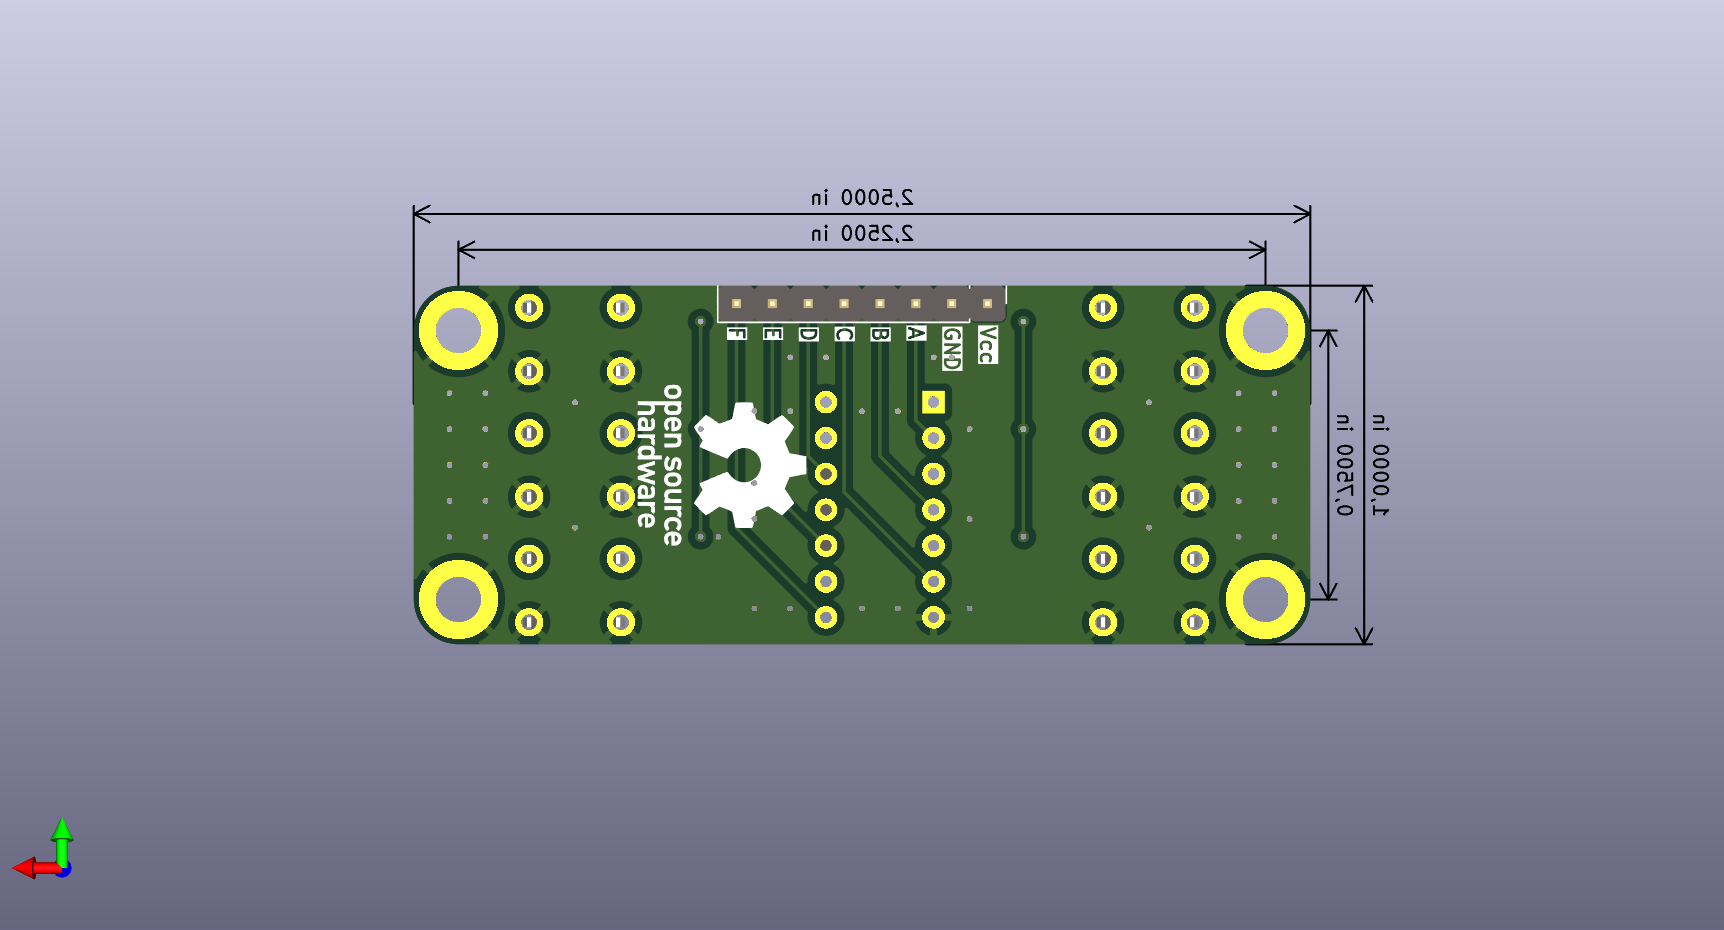 2,5000 in
2,2500 in
F
E
D
C
B
A
GND
Vcc
open source
hardware
0,7500 in
1,0000 in